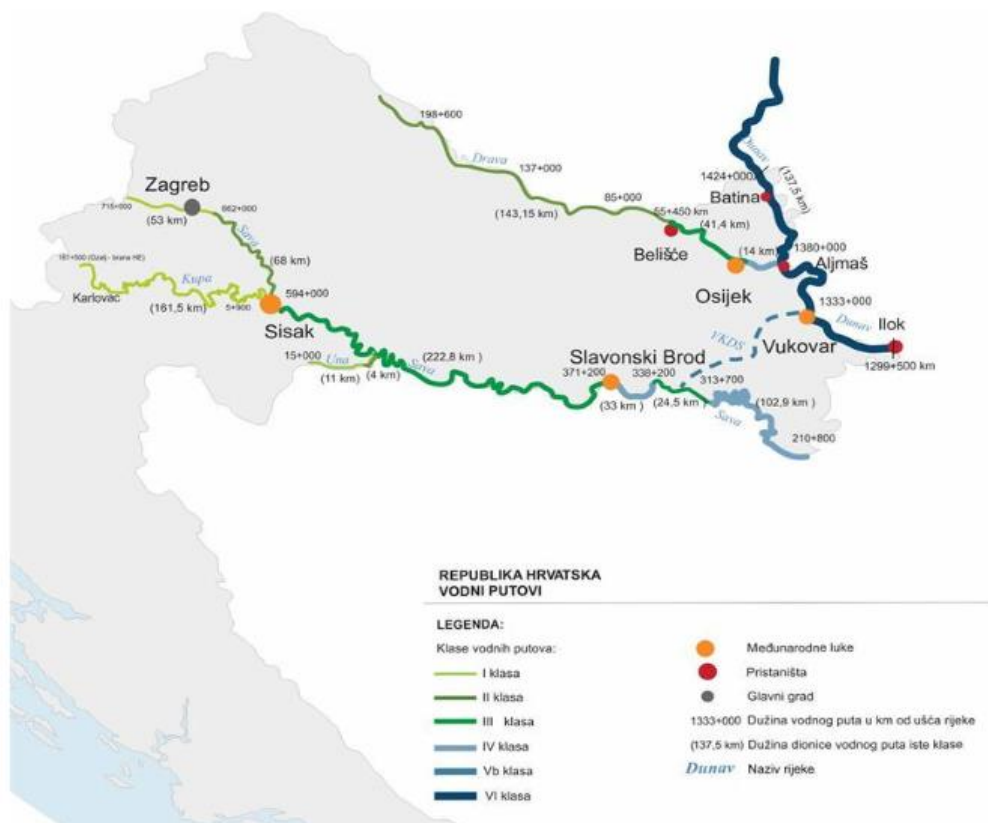 198+600
Drava
137+000
Dunav
(137,5 km)
1424+000
Batina
Zagreb
715+000
(53 km)
662+000
(143,15 km)
85+000
55+450 km
(41,4 km)
Belišće
(14 km)
1380+000
Aljmaš
Sava
(68 km)
Osijek
161+500 (Ozalj - brana HE)
Karlovac
Kupa
(161,5 km)
5+900
594+000
Sisak
1333+000
Dunav
Ilok
Vukovar
1299+500 km
VKDS
15+000
Una
(11 km)
(4 km)
Sava
(222,8 km )
Slavonski Brod
371+200
338+200
313+700
(33 km )
(24,5 km )
(102,9 km )
Sava
210+800
REPUBLIKA HRVATSKA
VODNI PUTOVI
LEGENDA:
Klase vodnih putova:
I klasa
II klasa
III klasa
IV klasa
Vb klasa
VI klasa
Međunarodne luke
Pristaništa
Glavni grad
1333+000 Dužina vodnog puta u km od ušća rijeke
(137,5 km) Dužina dionice vodnog puta iste klase
Dunav Naziv rijeke